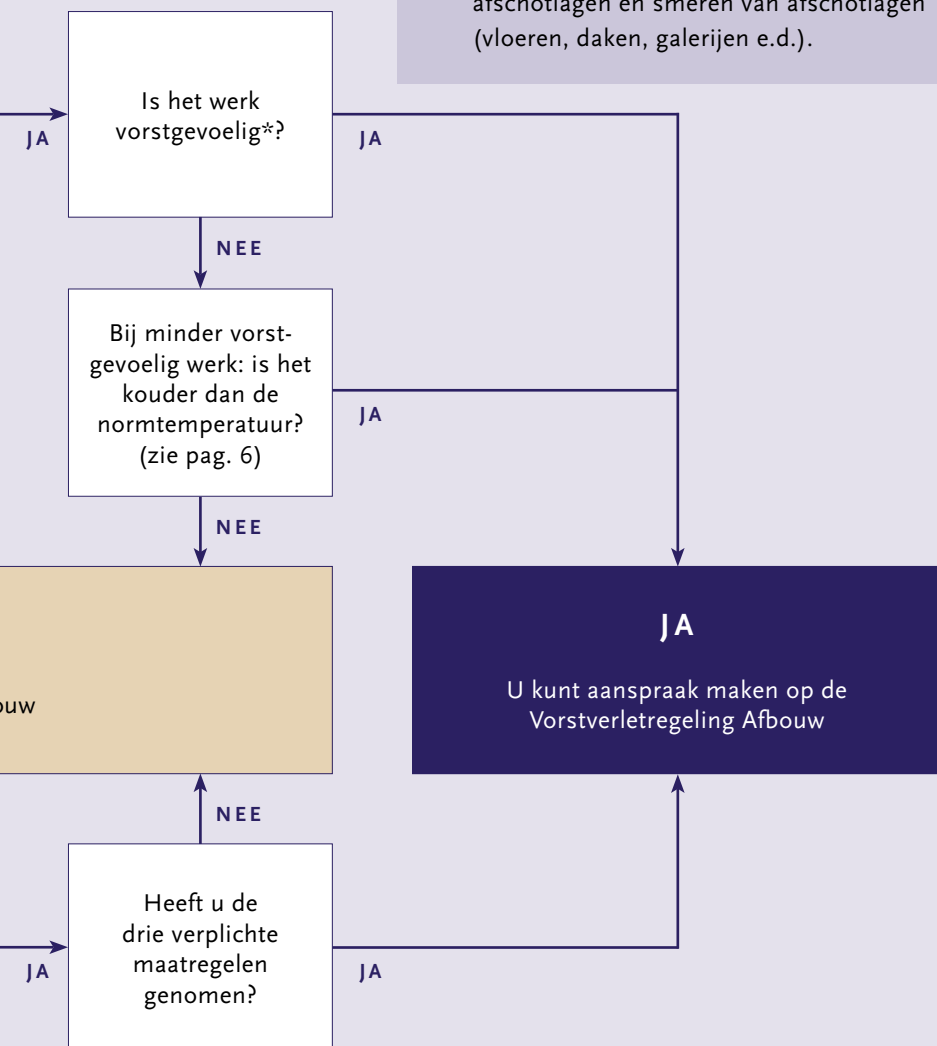 afschotlagen en smeren van afschotlagen
(vloeren, daken, galerijen e.d.).
Is het werk
vorstgevoelig*?
JA
JA
NEE
Bij minder vorst-
gevoelig werk: is het
kouder dan de
normtemperatuur?
(zie pag. 6)
JA
NEE
ouw
JA
U kunt aanspraak maken op de
Vorstverletregeling Afbouw
NEE
Heeft u de
drie verplichte
maatregelen
genomen?
JA
JA